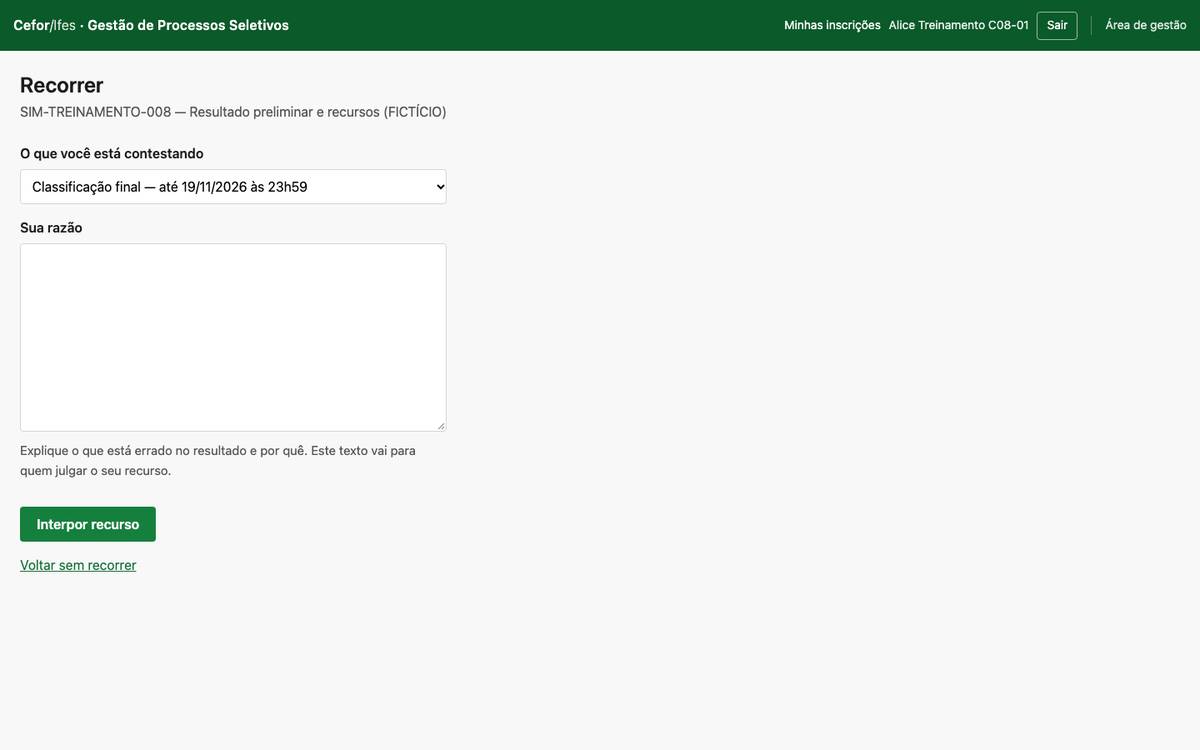 Cefor/Ifes · Gestão de Processos Seletivos
Minhas inscrições Alice Treinamento C08-01 Sair Área de gestão
Recorrer
SIM-TREINAMENTO-008 — Resultado preliminar e recursos (FICTÍCIO)
O que você está contestando
Classificação final — até 19/11/2026 às 23h59
Sua razão
Explique o que está errado no resultado e por quê. Este texto vai para
quem julgar o seu recurso.
Interpor recurso
Voltar sem recorrer